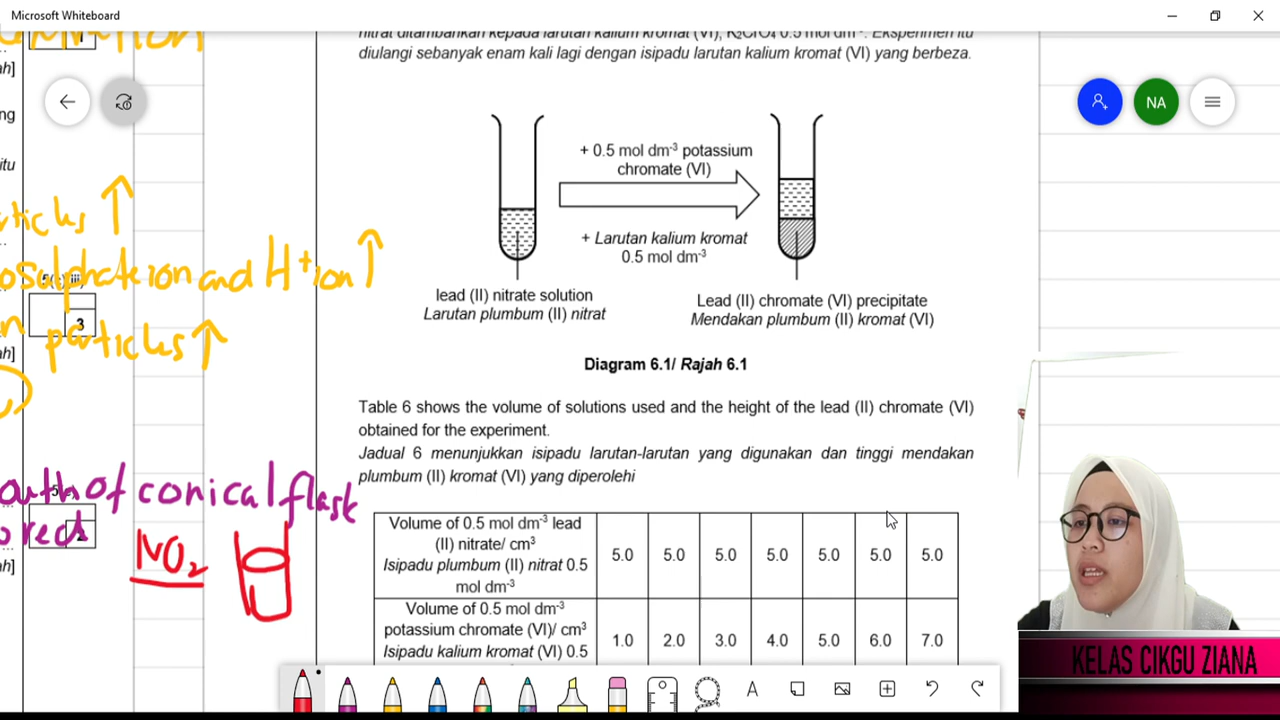 Microsoft Whiteboard
ah]
ng
itu
NA
nitrat ditambahkan kepada larutan kalium kromat (VI), K₂CrO₄ 0.5 mol dm⁻³. Eksperimen itu
diulangi sebanyak enam kali lagi dengan isipadu larutan kalium kromat (VI) yang berbeza.
+ 0.5 mol dm⁻³ potassium
chromate (VI)
+ Larutan kalium kromat
0.5 mol dm⁻³
lead (II) nitrate solution
Larutan plumbum (II) nitrat
Lead (II) chromate (VI) precipitate
Mendakan plumbum (II) kromat (VI)
Diagram 6.1/ Rajah 6.1
and H⁺ ion ↑
3
particles ↑
ah]
Table 6 shows the volume of solutions used and the height of the lead (II) chromate (VI)
obtained for the experiment.
Jadual 6 menunjukkan isipadu larutan-larutan yang digunakan dan tinggi mendakan
plumbum (II) kromat (VI) yang diperolehi
outh of conical flask
ored
NO₂
ah]
Volume of 0.5 mol dm⁻³ lead
(II) nitrate/ cm³
Isipadu plumbum (II) nitrat 0.5
mol dm⁻³
5.0 5.0 5.0 5.0 5.0 5.0 5.0
Volume of 0.5 mol dm⁻³
potassium chromate (VI)/ cm³
Isipadu kalium kromat (VI) 0.5
1.0 2.0 3.0 4.0 5.0 6.0 7.0
KELAS CIKGU ZIANA